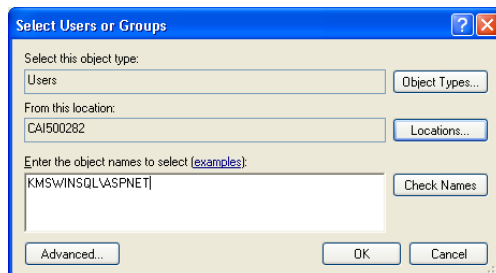 Select Users or Groups
Select this object type:
Users
Object Types...
From this location:
CAI500282
Locations...
Enter the object names to select (examples):
KMSWINSQL\ASPNET
Check Names
Advanced...
OK
Cancel